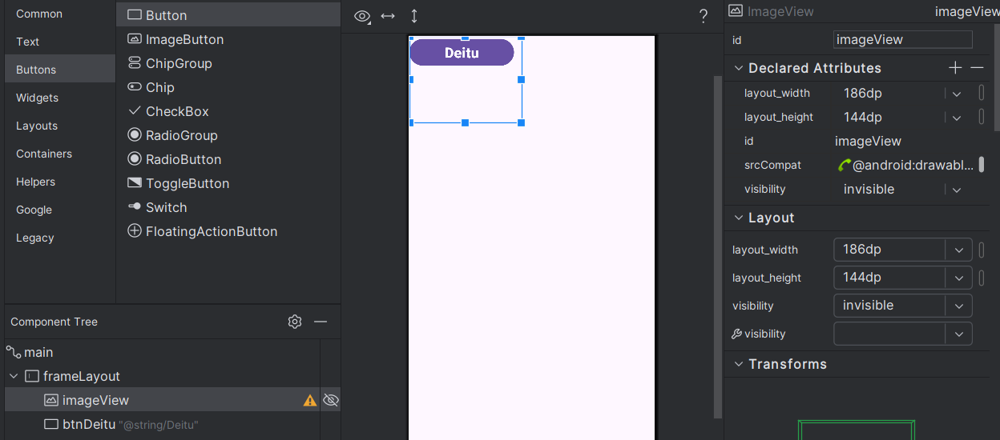 Common
Text
Buttons
Widgets
Layouts
Containers
Helpers
Google
Legacy
Button
ImageButton
ChipGroup
Chip
CheckBox
RadioGroup
RadioButton
ToggleButton
Switch
FloatingActionButton
Component Tree
main
frameLayout
imageView
btnDeitu "@string/Deitu"
?
Deitu
ImageView imageView
id imageView
Declared Attributes
layout_width 186dp
layout_height 144dp
id imageView
srcCompat @android:drawabl...
visibility invisible
Layout
layout_width 186dp
layout_height 144dp
visibility invisible
visibility
Transforms